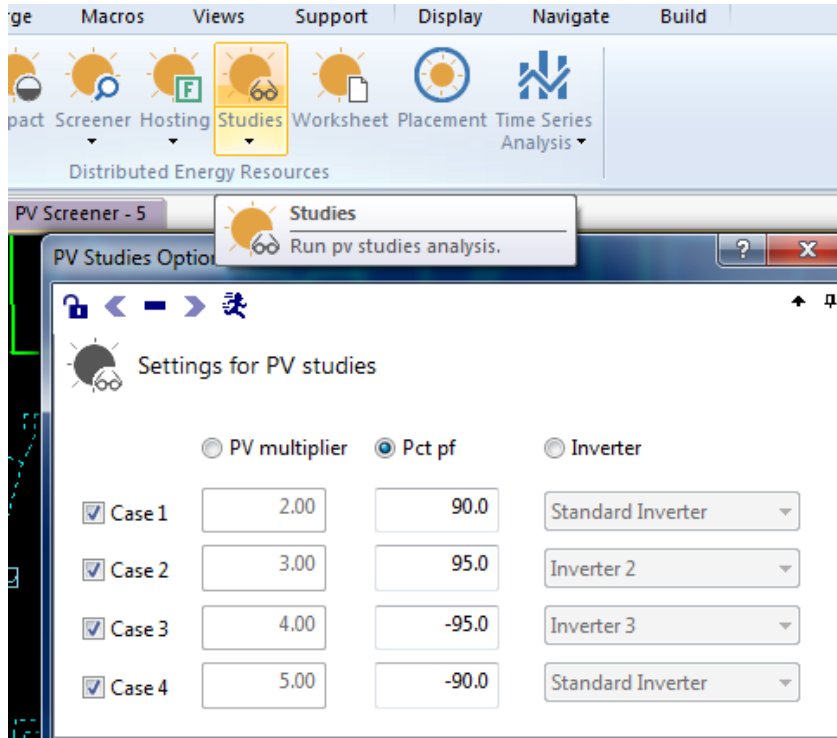 rge Macros Views Support Display Navigate Build
pact Screener Hosting Studies Worksheet Placement Time Series
Analysis
F
Distributed Energy Resources
PV Screener - 5
Studies
Run pv studies analysis.
PV Studies Option
? X
Settings for PV studies
PV multiplier Pct pf Inverter
Case 1 2.00 90.0 Standard Inverter
Case 2 3.00 95.0 Inverter 2
Case 3 4.00 -95.0 Inverter 3
Case 4 5.00 -90.0 Standard Inverter